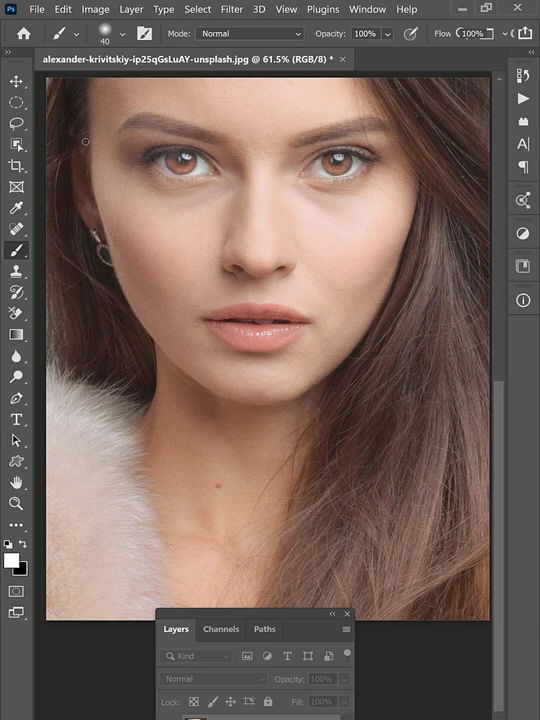 Ps File Edit Image Layer Type Select Filter 3D View Plugins Window Help
40 Mode: Normal Opacity: 100% Flow 100%
alexander-krivitskiy-ip25qGsLuAY-unsplash.jpg @ 61.5% (RGB/8) * ×
Layers Channels Paths
Kind
Normal Opacity: 100%
Lock: Fill: 100%